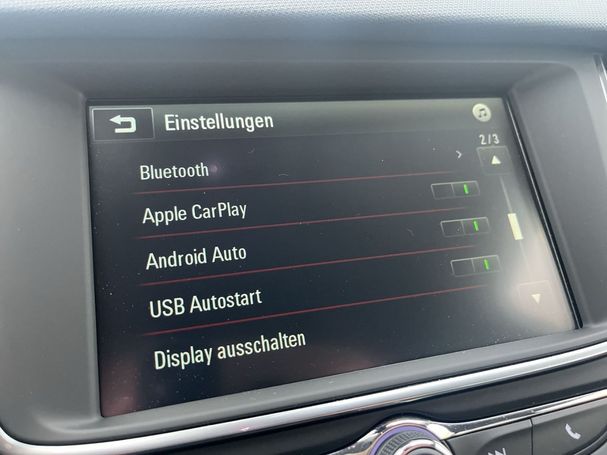 Einstellungen
2/3
Bluetooth
Apple CarPlay
Android Auto
USB Autostart
Display ausschalten